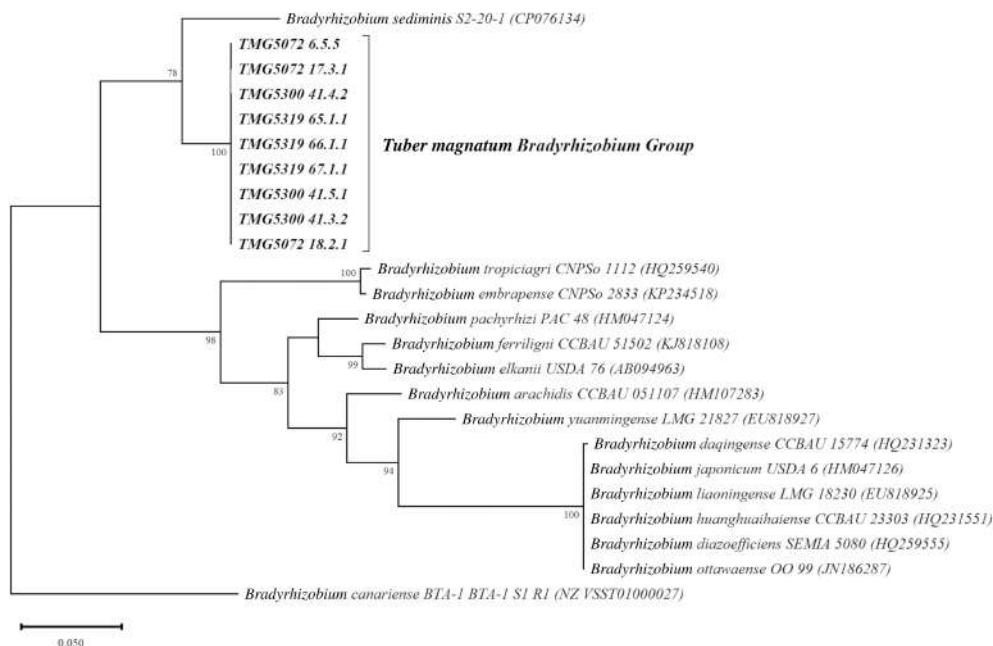 Bradyrhizobium sediminis S2-20-1 (CP076134)
TMG5072 6.5.5
78
TMG5072 17.3.1
TMG5300 41.4.2
TMG5319 65.1.1
TMG5319 66.1.1
Tuber magnatum Bradyrhizobium Group
100
TMG5319 67.1.1
TMG5300 41.5.1
TMG5300 41.3.2
TMG5072 18.2.1
100
Bradyrhizobium tropiciagri CNPSo 1112 (HQ259540)
Bradyrhizobium embrapense CNPSo 2833 (KP234518)
Bradyrhizobium pachyrhizi PAC 48 (HM047124)
98
Bradyrhizobium ferriligni CCBAU 51502 (KJ818108)
99
Bradyrhizobium elkanii USDA 76 (AB094963)
83
Bradyrhizobium arachidis CCBAU 051107 (HM107283)
Bradyrhizobium yuanmingense LMG 21827 (EU818927)
92
Bradyrhizobium daqingense CCBAU 15774 (HQ231323)
94
Bradyrhizobium japonicum USDA 6 (HM047126)
Bradyrhizobium liaoningense LMG 18230 (EU818925)
100
Bradyrhizobium huanghuaihaiense CCBAU 23303 (HQ231551)
Bradyrhizobium diazoefficiens SEMIA 5080 (HQ259555)
Bradyrhizobium ottawaense OO 99 (JN186287)
Bradyrhizobium canariense BTA-1 BTA-1 S1 R1 (NZ VSST01000027)
0.050